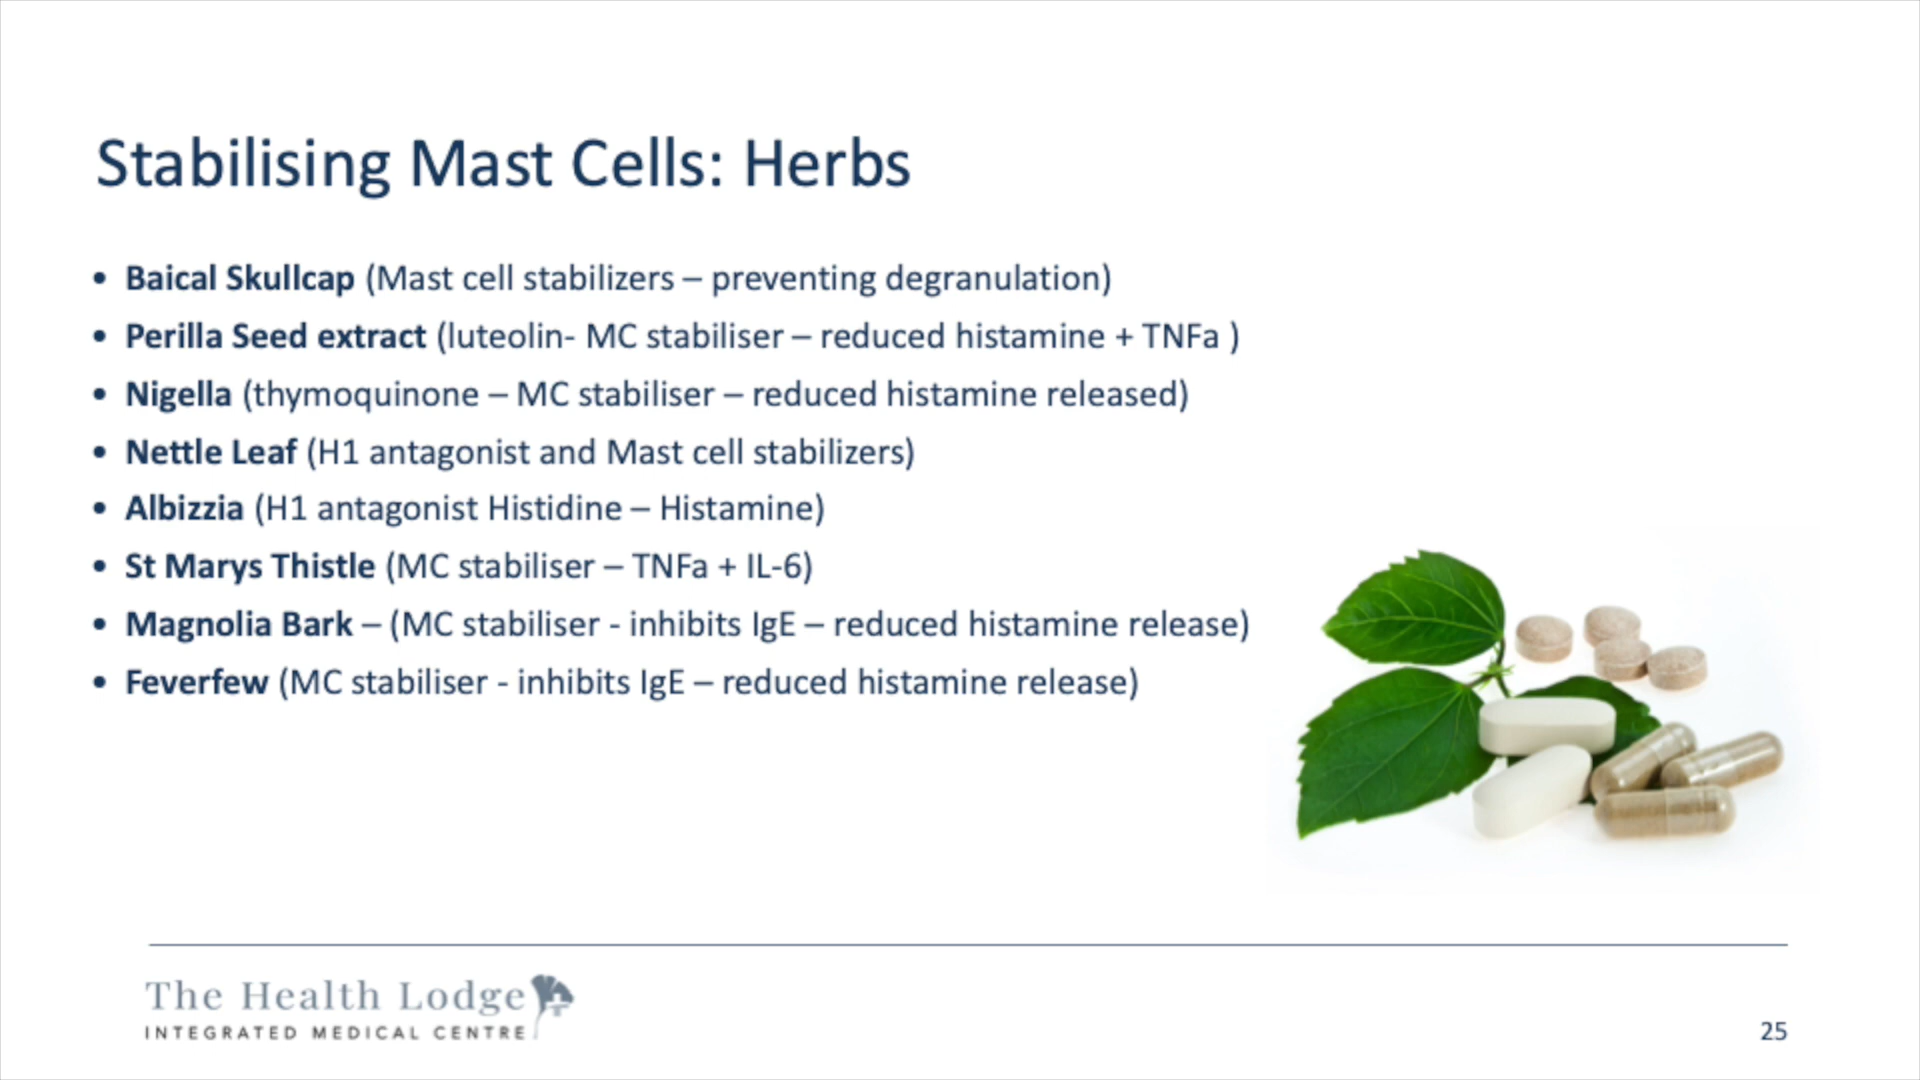 Stabilising Mast Cells: Herbs
• Baical Skullcap (Mast cell stabilizers – preventing degranulation)
• Perilla Seed extract (luteolin- MC stabiliser – reduced histamine + TNFa )
• Nigella (thymoquinone – MC stabiliser – reduced histamine released)
• Nettle Leaf (H1 antagonist and Mast cell stabilizers)
• Albizzia (H1 antagonist Histidine – Histamine)
• St Marys Thistle (MC stabiliser – TNFa + IL-6)
• Magnolia Bark – (MC stabiliser - inhibits IgE – reduced histamine release)
• Feverfew (MC stabiliser - inhibits IgE – reduced histamine release)
The Health Lodge
INTEGRATED MEDICAL CENTRE
25